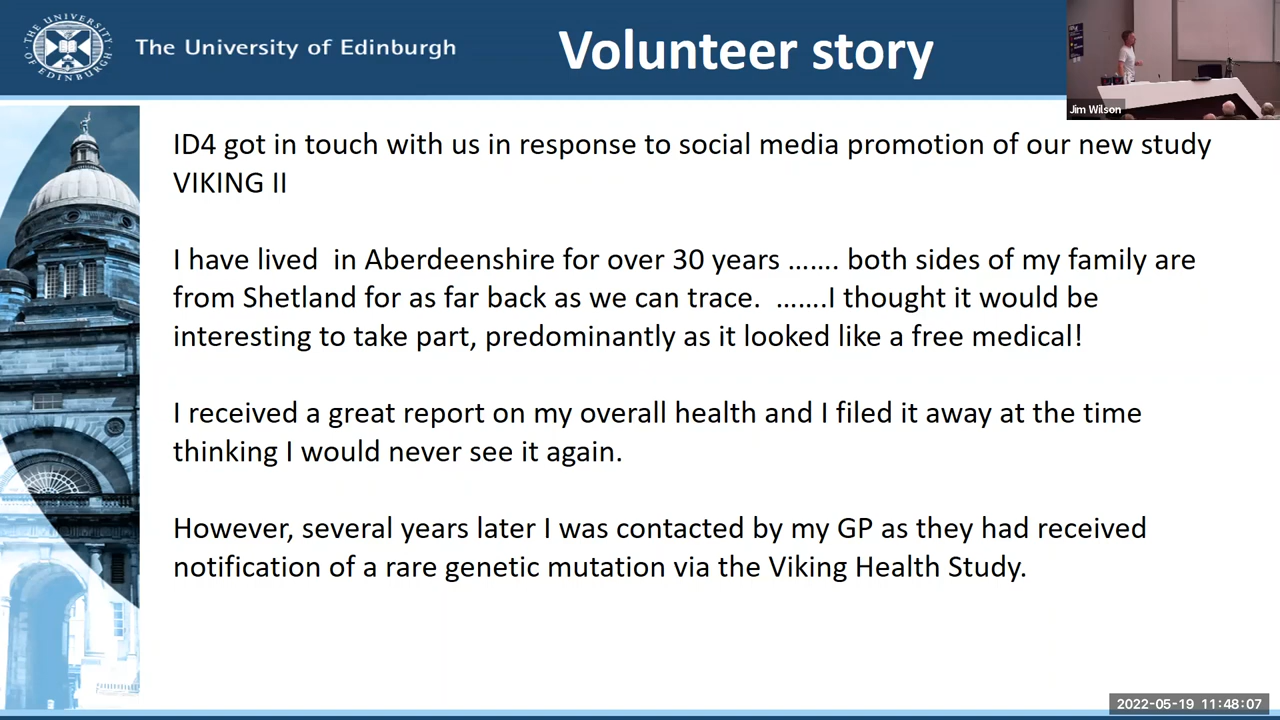 THE UNIVERSITY OF EDINBURGH
The University of Edinburgh
Volunteer story
Jim Wilson
ID4 got in touch with us in response to social media promotion of our new study
VIKING II
I have lived  in Aberdeenshire for over 30 years ……. both sides of my family are
from Shetland for as far back as we can trace.  …….I thought it would be
interesting to take part, predominantly as it looked like a free medical!
I received a great report on my overall health and I filed it away at the time
thinking I would never see it again.
However, several years later I was contacted by my GP as they had received
notification of a rare genetic mutation via the Viking Health Study.
2022-05-19 11:48:07